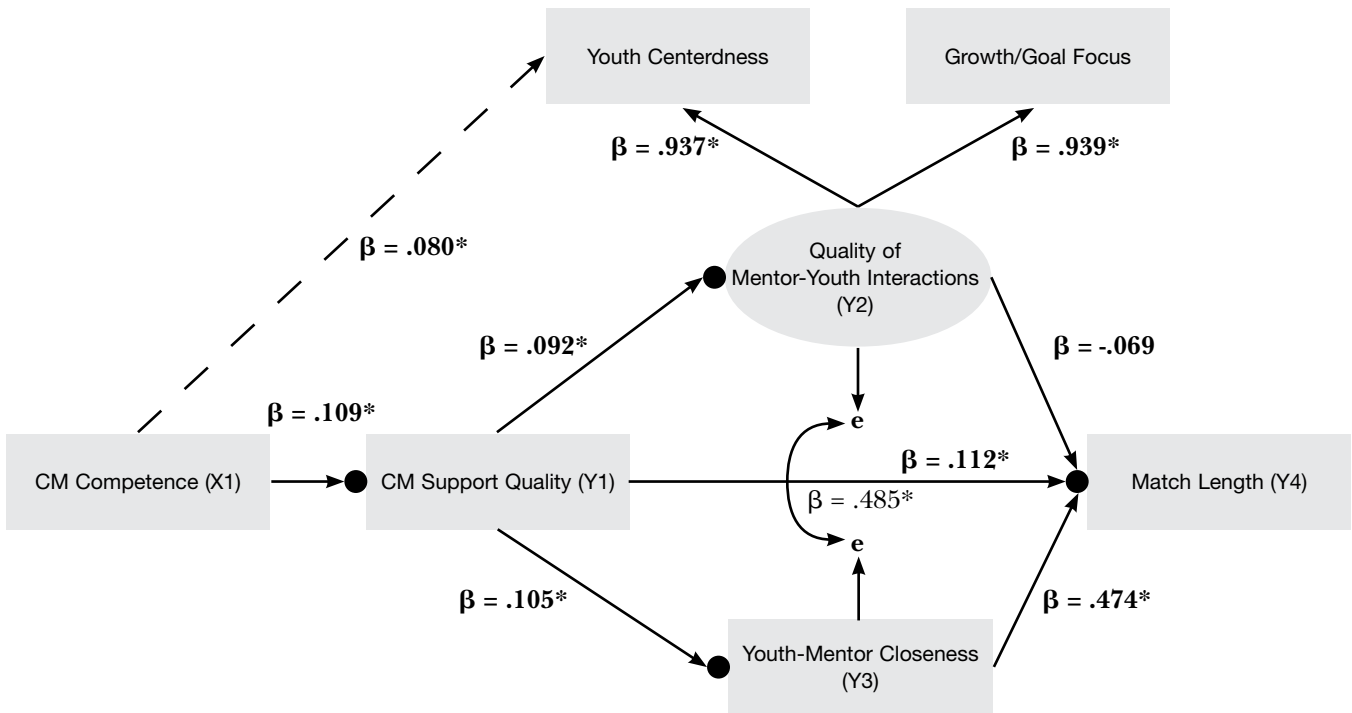 Youth Centerdness
Growth/Goal Focus
β = .937*
β = .939*
β = .080*
Quality of
Mentor-Youth Interactions
(Y2)
β = .092*
β = -.069
β = .109*
e
CM Competence (X1)
CM Support Quality (Y1)
β = .112*
Match Length (Y4)
β = .485*
e
β = .105*
β = .474*
Youth-Mentor Closeness
(Y3)